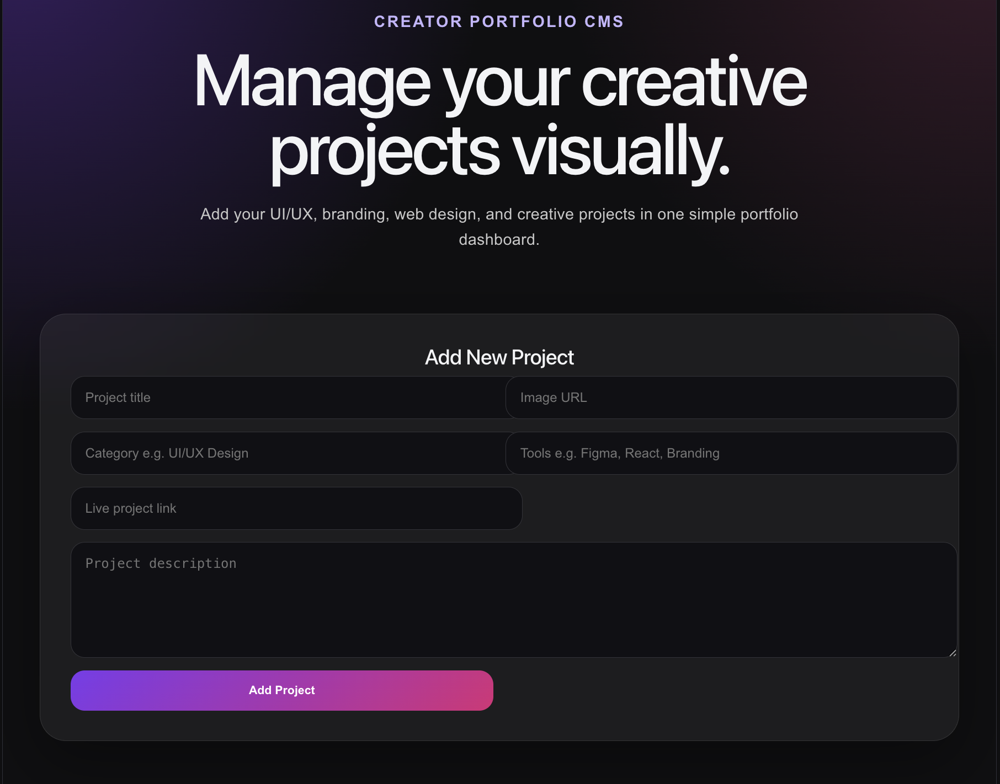 CREATOR PORTFOLIO CMS
Manage your creative
projects visually.
Add your UI/UX, branding, web design, and creative projects in one simple portfolio
dashboard.
Add New Project
Project title
Image URL
Category e.g. UI/UX Design
Tools e.g. Figma, React, Branding
Live project link
Project description
Add Project